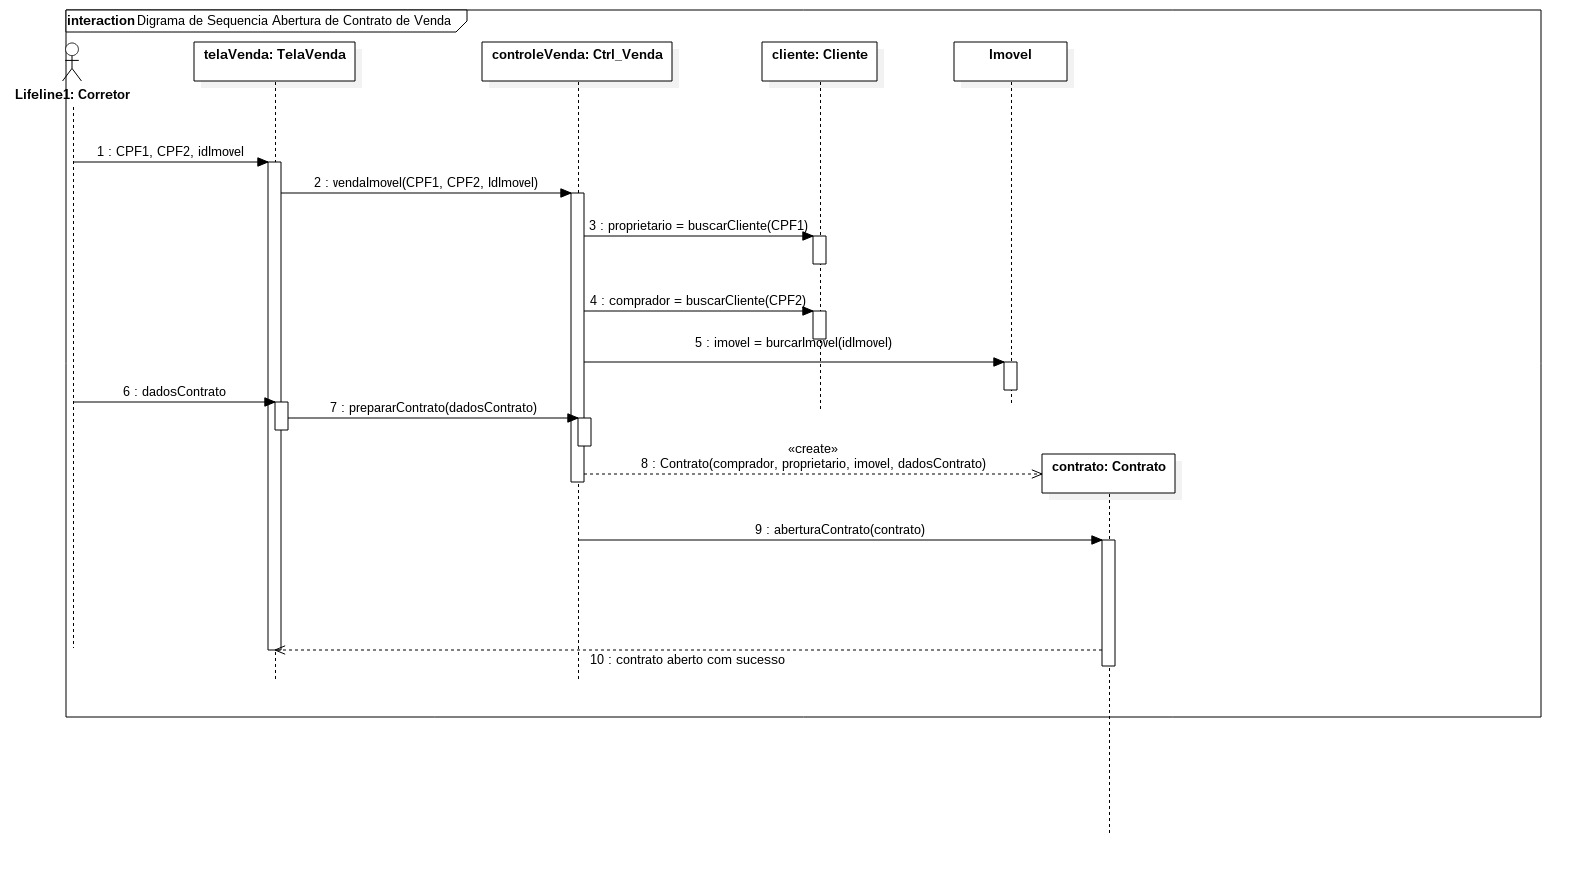 interaction Digrama de Sequencia Abertura de Contrato de Venda
telaVenda: TelaVenda
controleVenda: Ctrl_Venda
cliente: Cliente
Imovel
Lifeline1: Corretor
1 : CPF1, CPF2, idImovel
2 : vendaImovel(CPF1, CPF2, IdImovel)
3 : proprietario = buscarCliente(CPF1)
4 : comprador = buscarCliente(CPF2)
5 : imovel = burcarImovel(idImovel)
6 : dadosContrato
7 : prepararContrato(dadosContrato)
«create»
8 : Contrato(comprador, proprietario, imovel, dadosContrato)
contrato: Contrato
9 : aberturaContrato(contrato)
10 : contrato aberto com sucesso